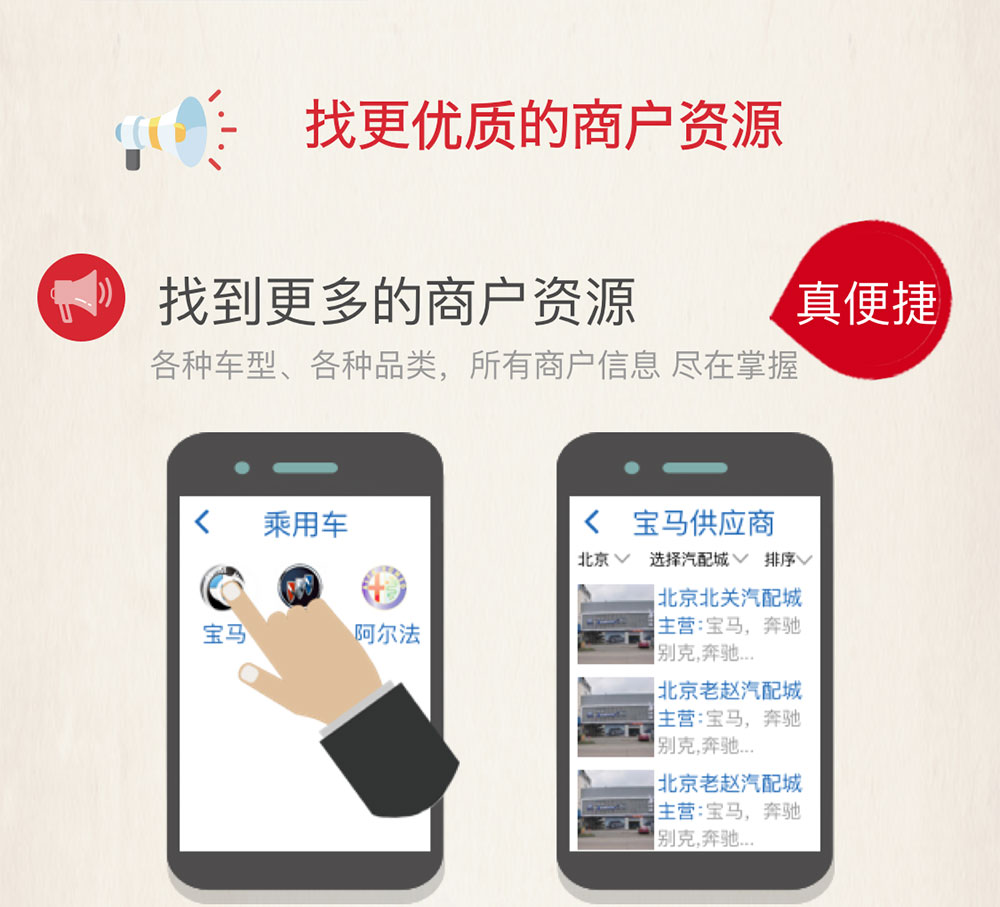 找更优质的商户资源
找到更多的商户资源
真便捷
各种车型、各种品类，所有商户信息 尽在掌握
乘用车
宝马
阿尔法
宝马供应商
北京 选择汽配城 排序
北京北关汽配城
主营:宝马，奔驰
别克,奔驰...
北京老赵汽配城
主营:宝马，奔驰
别克,奔驰...
北京老赵汽配城
主营:宝马，奔驰
别克,奔驰...